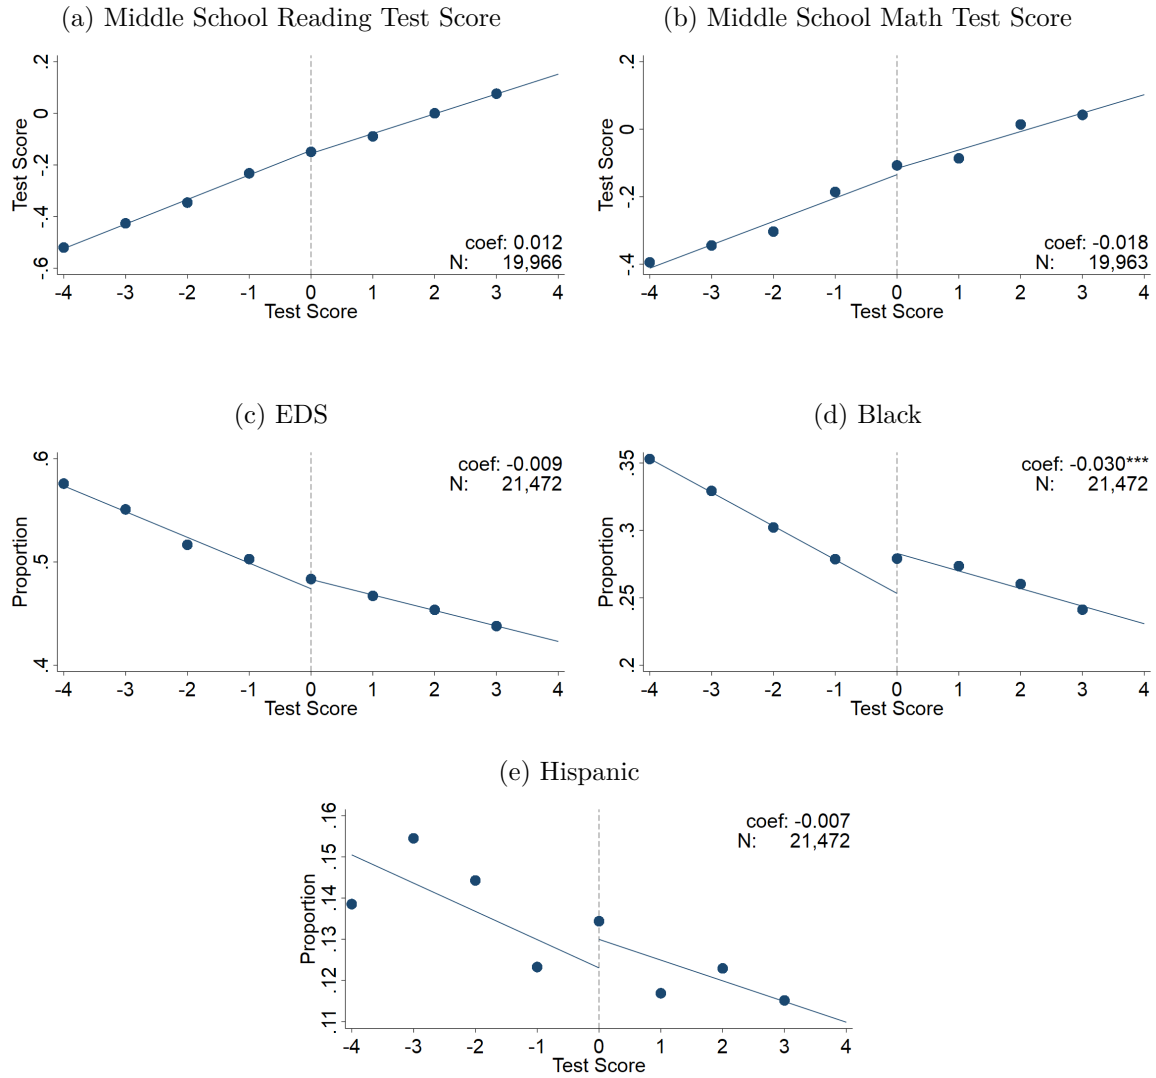 (a) Middle School Reading Test Score
.2
0
-.2
-.4
-.6
Test Score
coef: 0.012
N: 19,966
-4 -3 -2 -1 0 1 2 3 4
Test Score
(b) Middle School Math Test Score
.2
0
-.2
-.4
Test Score
coef: -0.018
N: 19,963
-4 -3 -2 -1 0 1 2 3 4
Test Score
(c) EDS
.6
.5
.4
Proportion
coef: -0.009
N: 21,472
-4 -3 -2 -1 0 1 2 3 4
Test Score
(d) Black
.35
.3
.25
.2
Proportion
coef: -0.030***
N: 21,472
-4 -3 -2 -1 0 1 2 3 4
Test Score
(e) Hispanic
.16
.15
.14
.13
.12
.11
Proportion
coef: -0.007
N: 21,472
-4 -3 -2 -1 0 1 2 3 4
Test Score